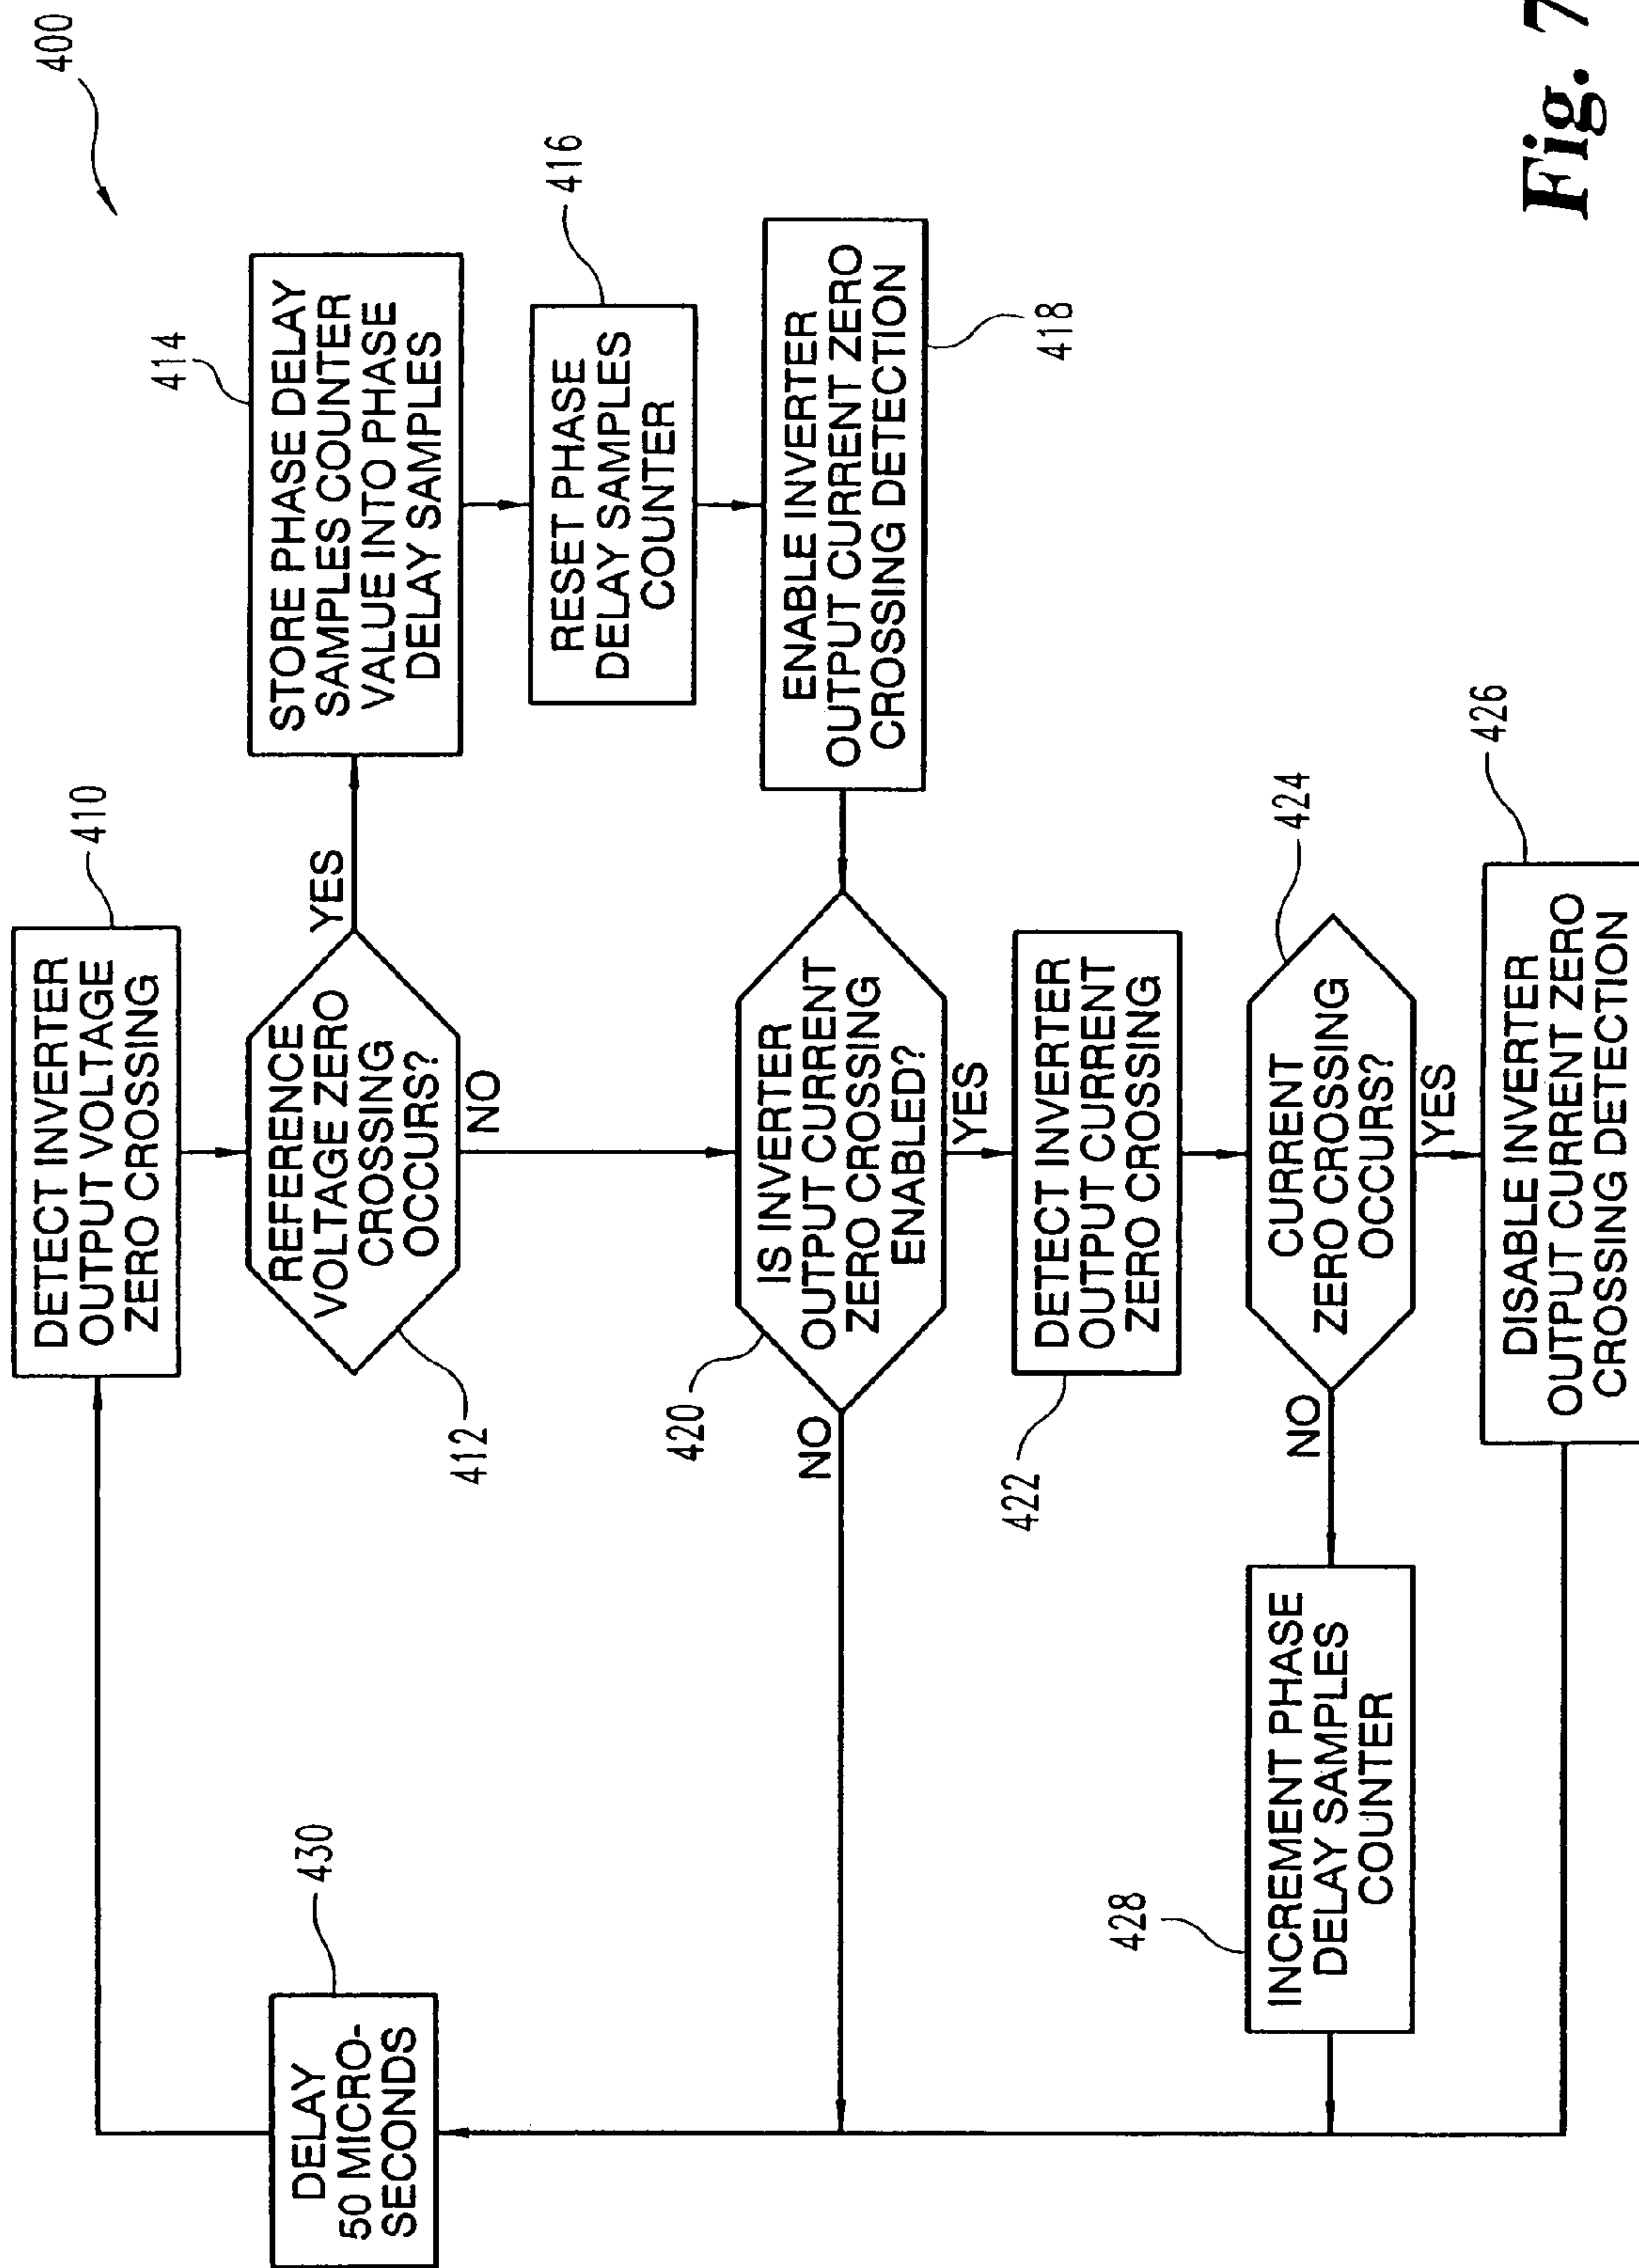 400
DETECT INVERTER
OUTPUT VOLTAGE
ZERO CROSSING
410
REFERENCE
VOLTAGE ZERO
CROSSING
OCCURS?
412
YES
NO
STORE PHASE DELAY
SAMPLES COUNTER
VALUE INTO PHASE
DELAY SAMPLES
414
RESET PHASE
DELAY SAMPLES
COUNTER
416
ENABLE INVERTER
OUTPUT CURRENT ZERO
CROSSING DETECTION
418
IS INVERTER
OUTPUT CURRENT
ZERO CROSSING
ENABLED?
420
NO
YES
DETECT INVERTER
OUTPUT CURRENT
ZERO CROSSING
422
CURRENT
ZERO CROSSING
OCCURS?
424
NO
YES
DISABLE INVERTER
OUTPUT CURRENT ZERO
CROSSING DETECTION
426
INCREMENT PHASE
DELAY SAMPLES
COUNTER
428
DELAY
50 MICRO-
SECONDS
430
Fig. 7